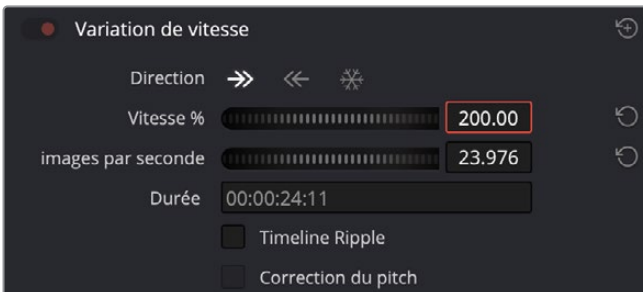 Variation de vitesse
Direction
Vitesse % 200.00
images par seconde 23.976
Durée 00:00:24:11
Timeline Ripple
Correction du pitch